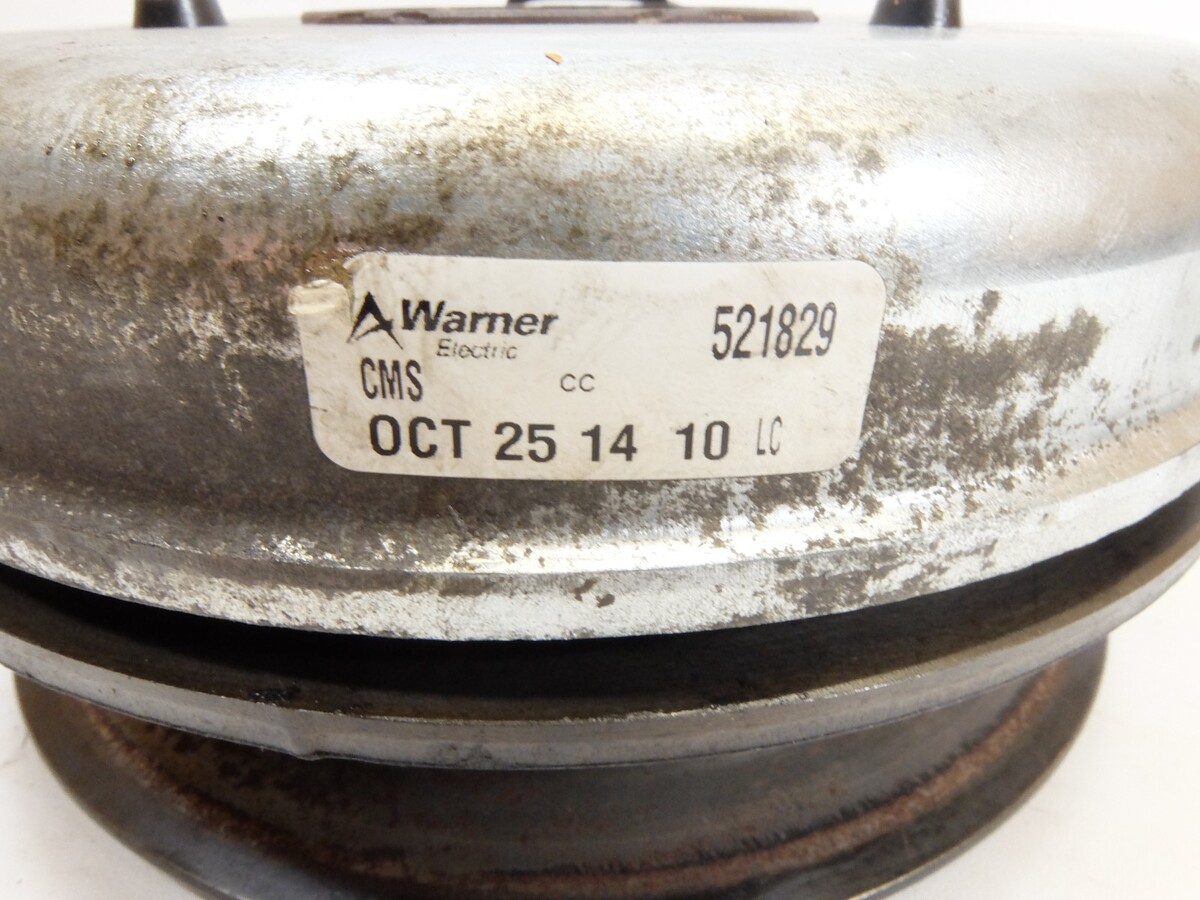 Warner 521829
Electric
CMS CC
OCT 25 14 10 LC